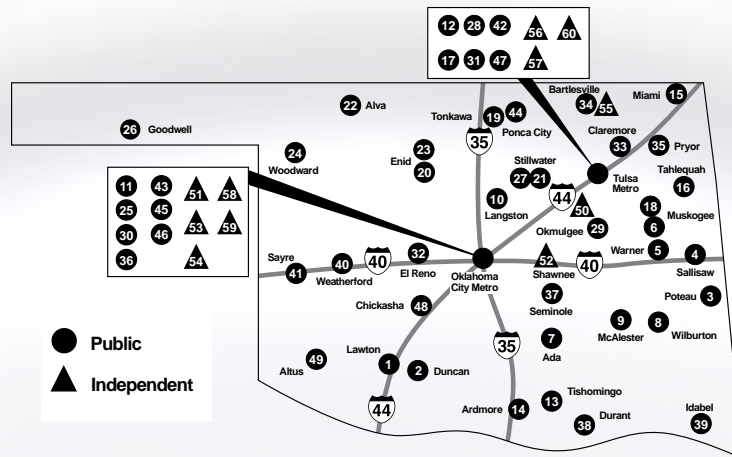 12 28 42 56 60
17 31 47 57
Bartlesville
34 55
Miami 15
22 Alva
Tonkawa 19 44
Ponca City
26 Goodwell
35
Claremore
33
35 Pryor
24
Woodward
Enid 23
20
Stillwater
27 21
Tulsa
Metro
Tahlequah
16
11 43 51 58
25 45 53 59
30 46
36 54
10
Langston
44
50
Okmulgee 29
18
Muskogee
6
Sayre
41
40
Weatherford
40
32
El Reno
Oklahoma
City Metro
52
Shawnee
40
Warner 5
4
Sallisaw
Chickasha 48
37
Seminole
Poteau 3
9
McAlester
8
Wilburton
Public
Independent
49
Altus
Lawton
1
2 Duncan
35
7
Ada
44
Ardmore 14
13 Tishomingo
38 Durant
Idabel
39